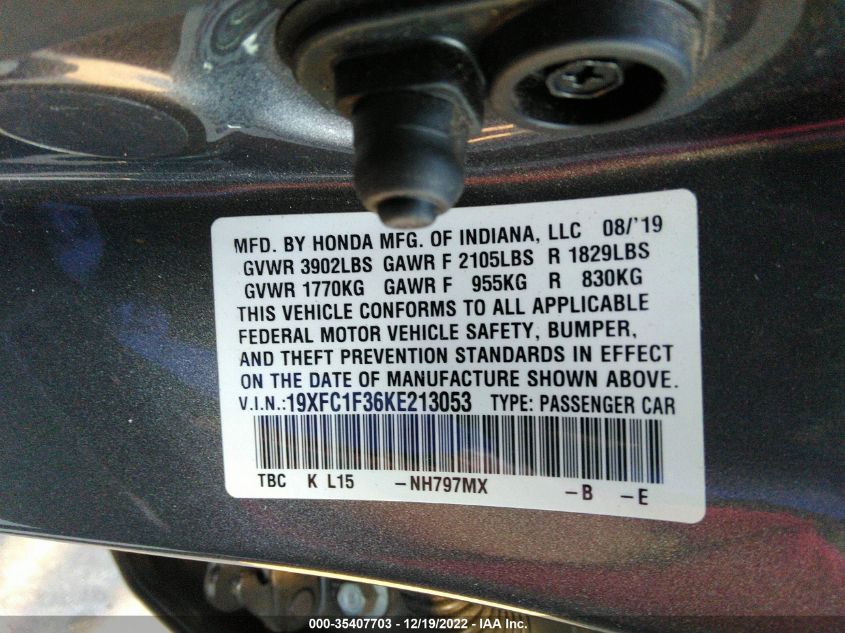 MFD. BY HONDA MFG. OF INDIANA, LLC 08/'19
GVWR 3902LBS GAWR F 2105LBS R 1829LBS
GVWR 1770KG GAWR F 955KG R 830KG
THIS VEHICLE CONFORMS TO ALL APPLICABLE
FEDERAL MOTOR VEHICLE SAFETY, BUMPER,
AND THEFT PREVENTION STANDARDS IN EFFECT
ON THE DATE OF MANUFACTURE SHOWN ABOVE.
V.I.N.:19XFC1F36KE213053 TYPE: PASSENGER CAR
TBC K L15 -NH797MX -B -E
000-35407703 - 12/19/2022 - IAA Inc.